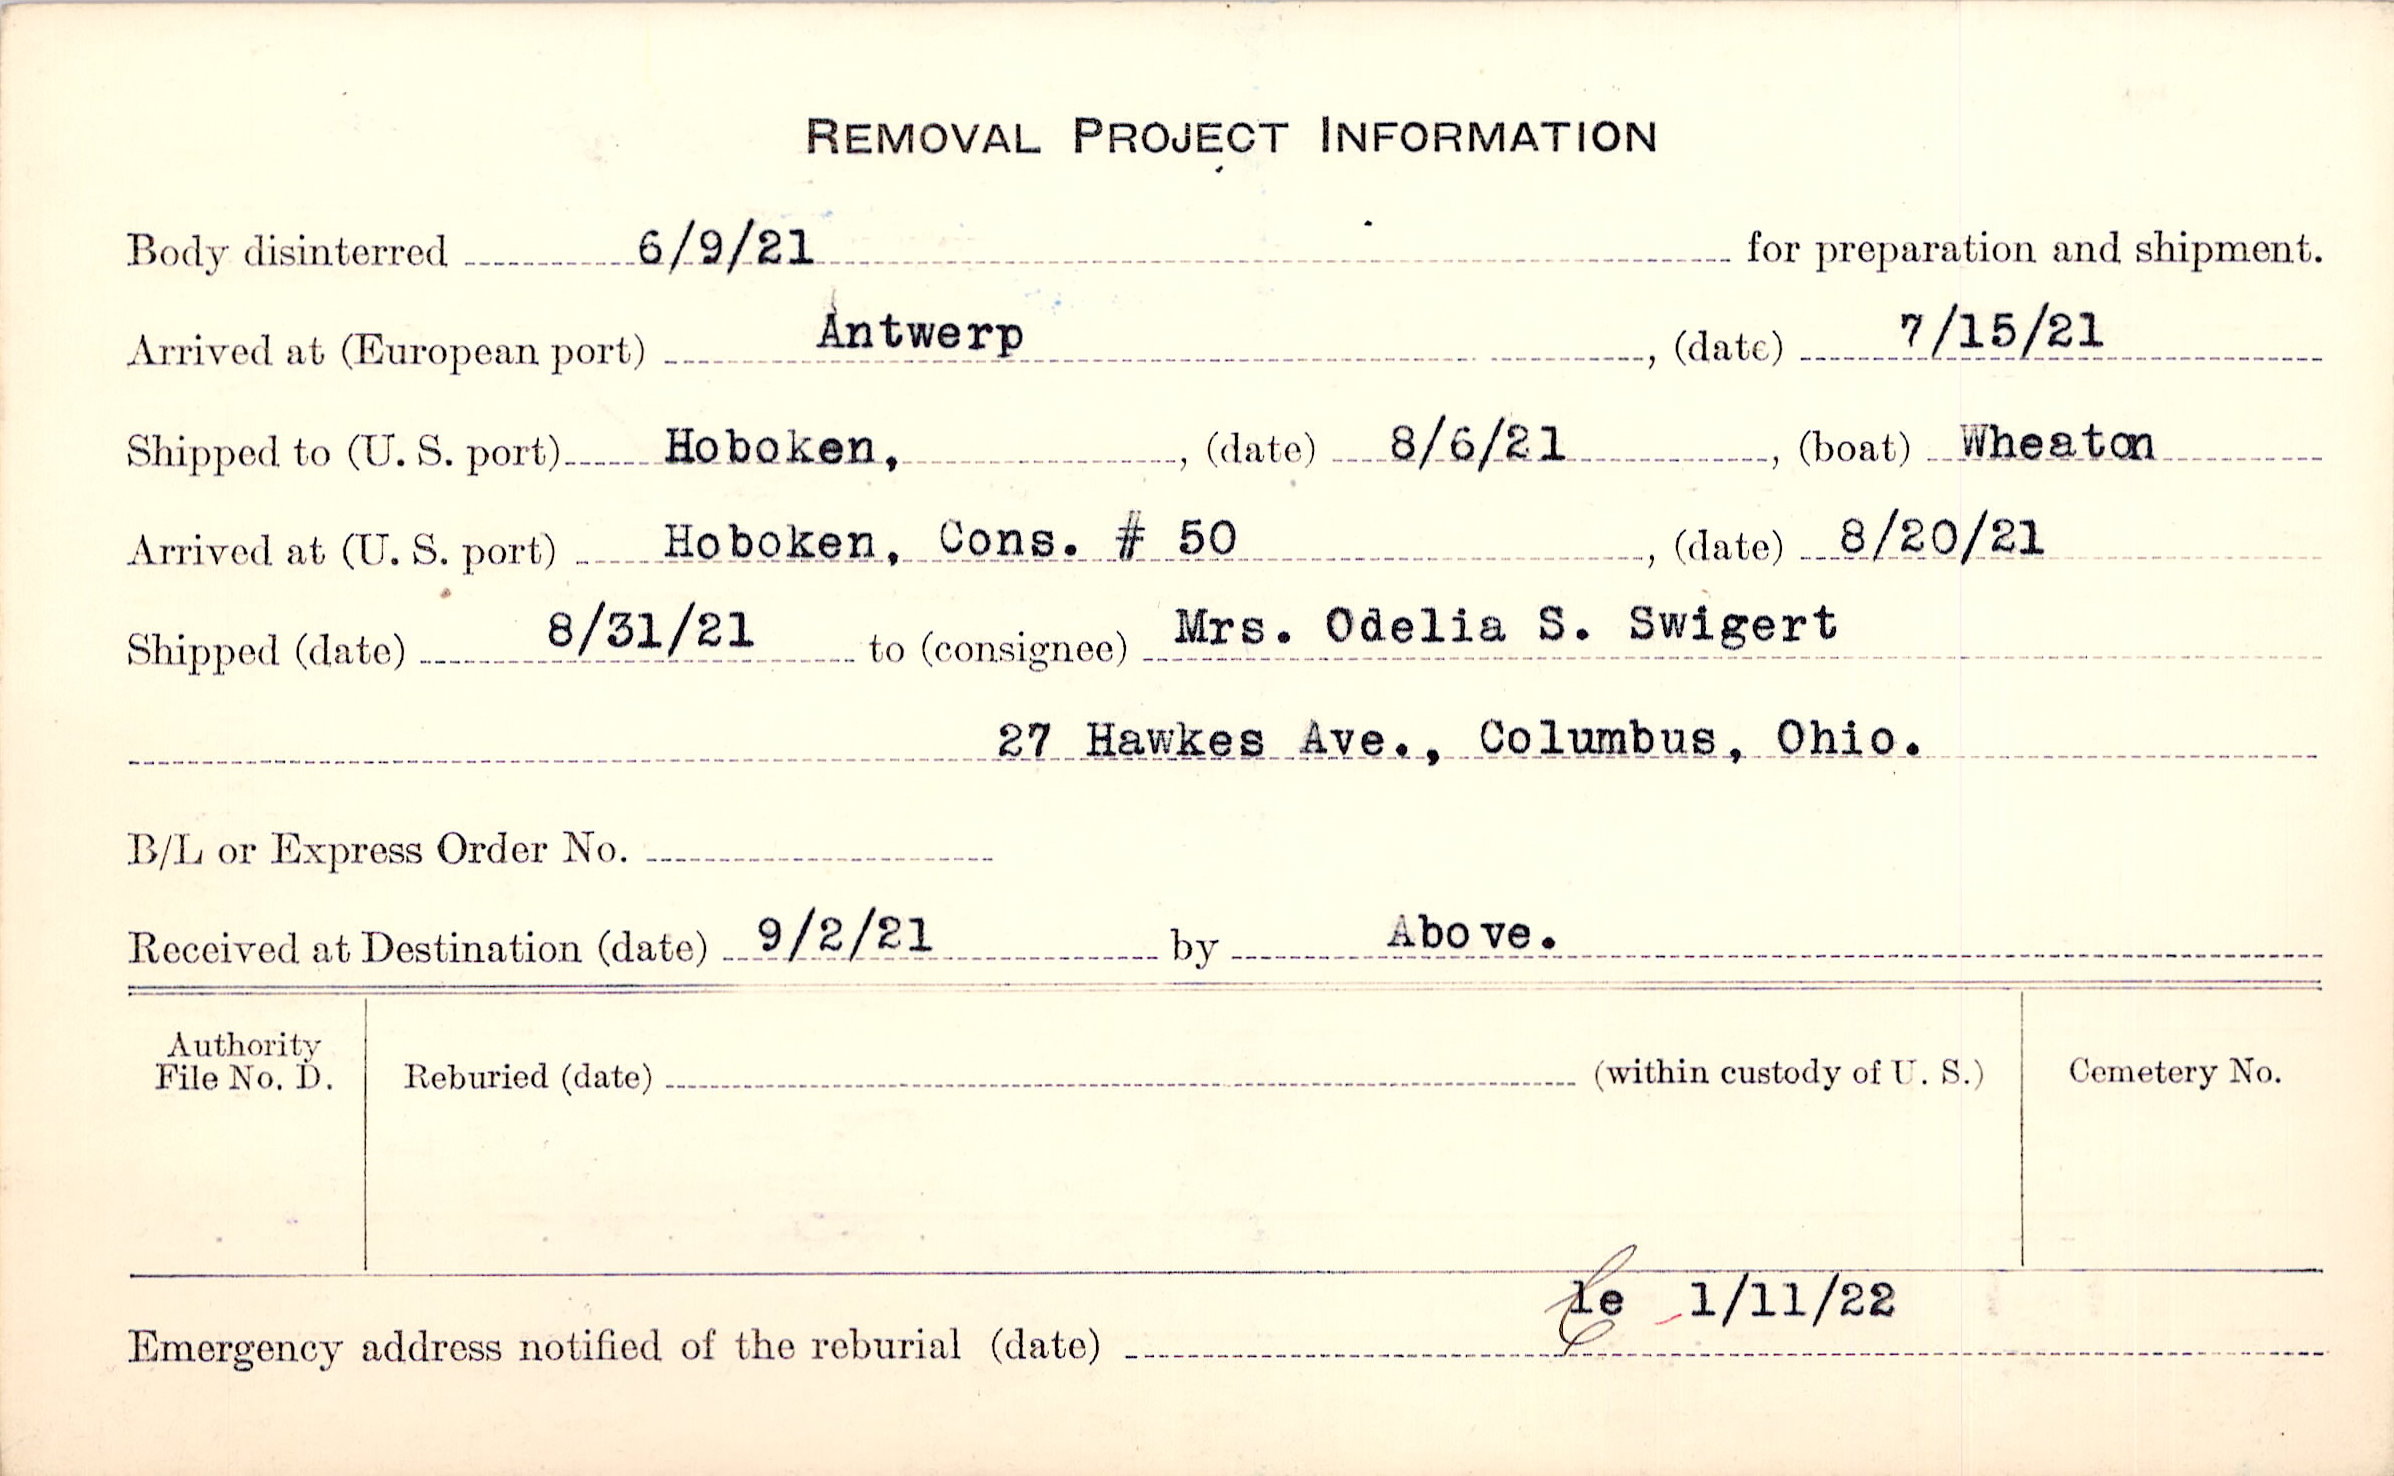 REMOVAL PROJECT INFORMATION
Body disinterred 6/9/21 for preparation and shipment.
Arrived at (European port) Antwerp, (date) 7/15/21
Shipped to (U. S. port) Hoboken, , (date) 8/6/21, (boat) Wheaton
Arrived at (U. S. port) Hoboken, Cons. # 50, (date) 8/20/21
Shipped (date) 8/31/21 to (consignee) Mrs. Odelia S. Swigert
27 Hawkes Ave., Columbus, Ohio.
B/L or Express Order No.
Received at Destination (date) 9/2/21 by Above.
Authority
File No. D.
Reburied (date) (within custody of U. S.)
Cemetery No.
le 1/11/22
Emergency address notified of the reburial (date)